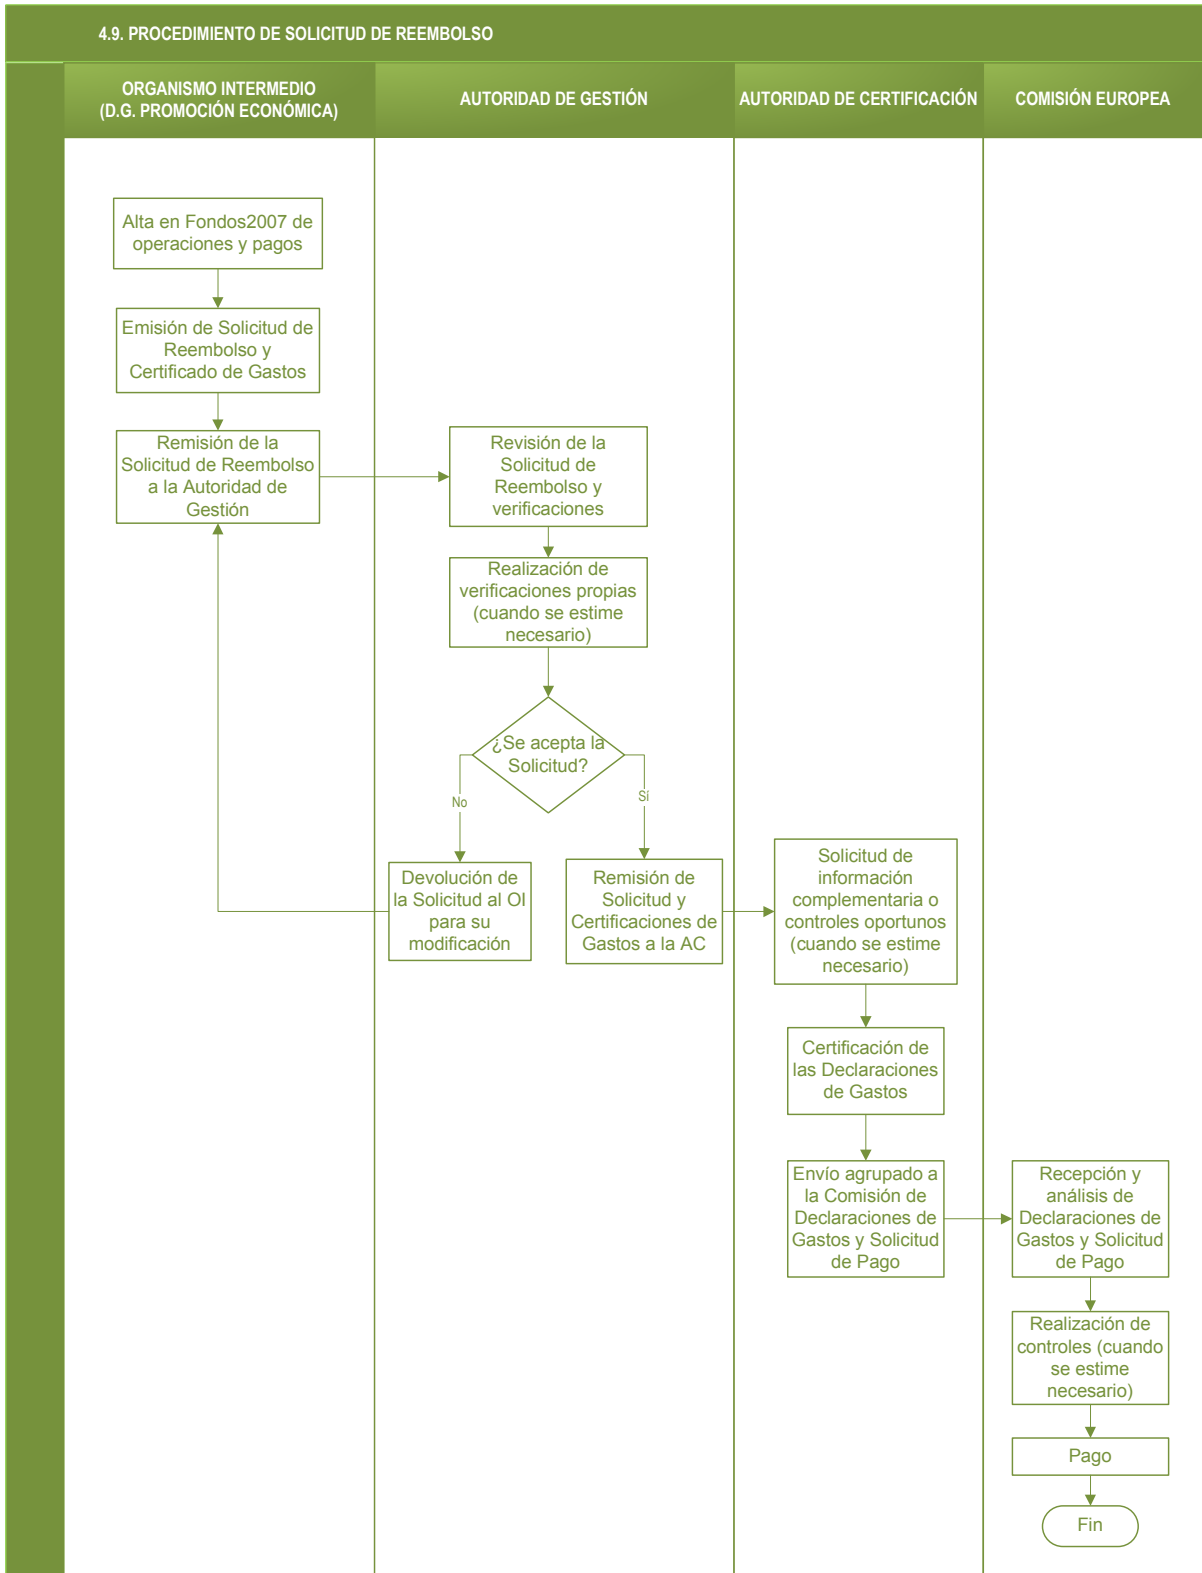 4.9. PROCEDIMIENTO DE SOLICITUD DE REEMBOLSO
ORGANISMO INTERMEDIO
(D.G. PROMOCIÓN ECONÓMICA)
AUTORIDAD DE GESTIÓN
AUTORIDAD DE CERTIFICACIÓN
COMISIÓN EUROPEA
Alta en Fondos2007 de
operaciones y pagos
Emisión de Solicitud de
Reembolso y
Certificado de Gastos
Remisión de la
Solicitud de Reembolso
a la Autoridad de
Gestión
Revisión de la
Solicitud de
Reembolso y
verificaciones
Realización de
verificaciones propias
(cuando se estime
necesario)
¿Se acepta la
Solicitud?
No
Sí
Devolución de
la Solicitud al OI
para su
modificación
Remisión de
Solicitud y
Certificaciones de
Gastos a la AC
Solicitud de
información
complementaria o
controles oportunos
(cuando se estime
necesario)
Certificación de
las Declaraciones
de Gastos
Envío agrupado a
la Comisión de
Declaraciones de
Gastos y Solicitud
de Pago
Recepción y
análisis de
Declaraciones de
Gastos y Solicitud
de Pago
Realización de
controles (cuando
se estime
necesario)
Pago
Fin